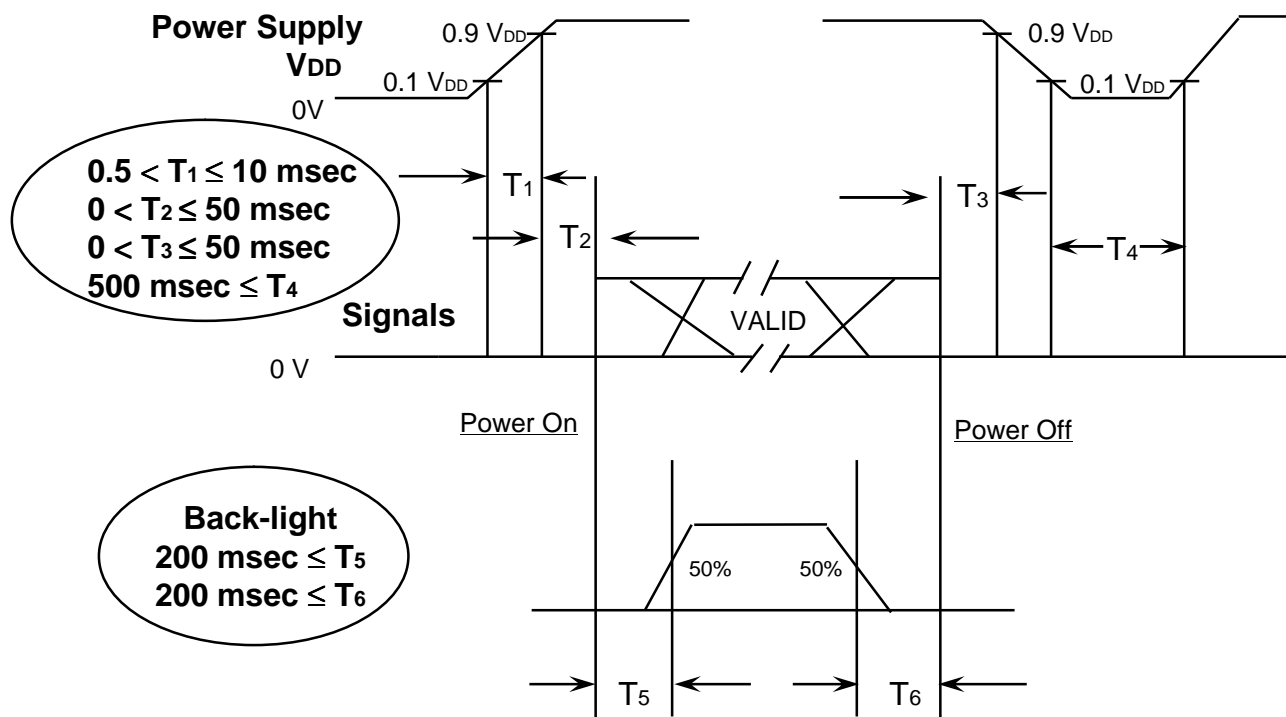 Power Supply
VDD
0.9 VDD
0.9 VDD
0.1 VDD
0.1 VDD
0V
0.5 < T1 ≤ 10 msec
0 < T2 ≤ 50 msec
0 < T3 ≤ 50 msec
500 msec ≤ T4
T1
T2
T3
T4
Signals
VALID
0 V
Power On
Power Off
Back-light
200 msec ≤ T5
200 msec ≤ T6
50%
50%
T5
T6